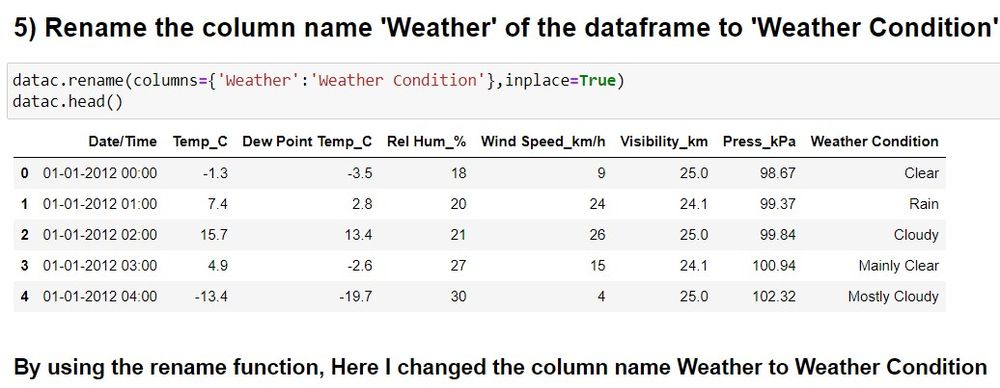 5) Rename the column name 'Weather' of the dataframe to 'Weather Condition'
datac.rename(columns={'Weather':'Weather Condition'},inplace=True)
datac.head()
Date/Time Temp_C Dew Point Temp_C Rel Hum_% Wind Speed_km/h Visibility_km Press_kPa Weather Condition
0 01-01-2012 00:00 -1.3 -3.5 18 9 25.0 98.67 Clear
1 01-01-2012 01:00 7.4 2.8 20 24 24.1 99.37 Rain
2 01-01-2012 02:00 15.7 13.4 21 26 25.0 99.84 Cloudy
3 01-01-2012 03:00 4.9 -2.6 27 15 24.1 100.94 Mainly Clear
4 01-01-2012 04:00 -13.4 -19.7 30 4 25.0 102.32 Mostly Cloudy
By using the rename function, Here I changed the column name Weather to Weather Condition